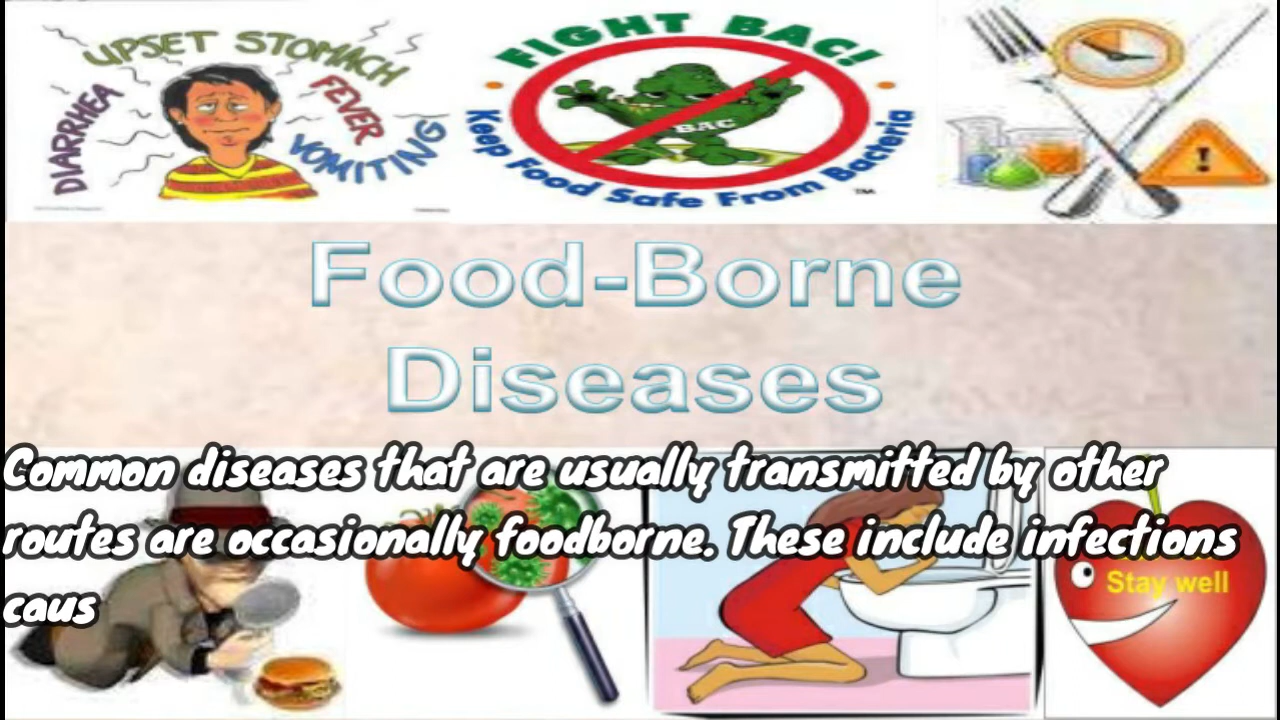 UPSET STOMACH
DIARRHEA
FEVER
VOMITING
FIGHT BAC!
BAC
Keep Food Safe From Bacteria
TM
!
Food-Borne
Diseases
Common diseases that are usually transmitted by other
routes are occasionally foodborne. These include infections
caus
Stay well